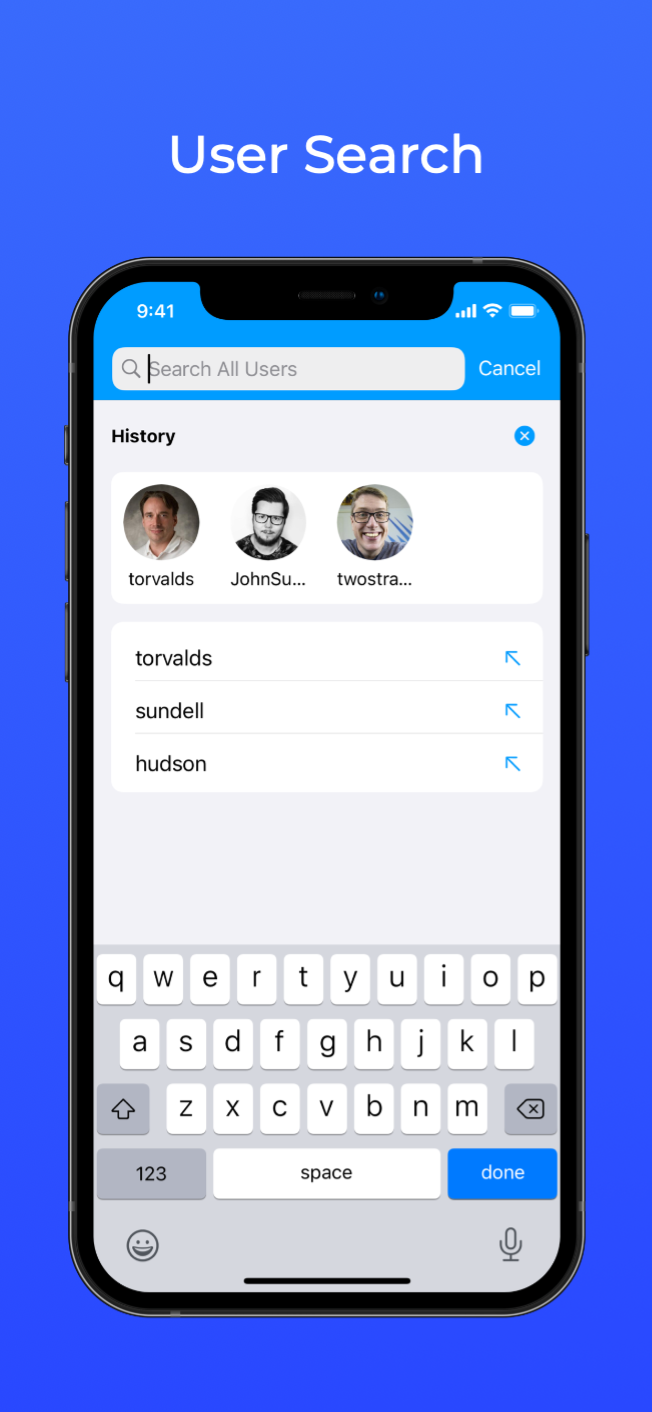 User Search
9:41
Search All Users Cancel
History
torvalds JohnSu... twostra...
torvalds
sundell
hudson
q w e r t y u i o p
a s d f g h j k l
z x c v b n m
123 space done